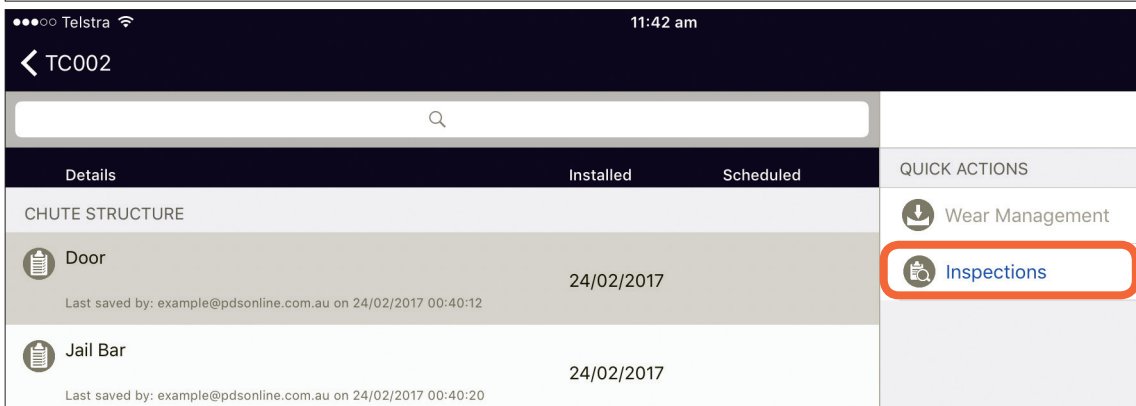 Telstra 11:42 am
TC002
Details Installed Scheduled
QUICK ACTIONS
CHUTE STRUCTURE
Wear Management
Door
24/02/2017
Inspections
Last saved by: example@pdsonline.com.au on 24/02/2017 00:40:12
Jail Bar
24/02/2017
Last saved by: example@pdsonline.com.au on 24/02/2017 00:40:20